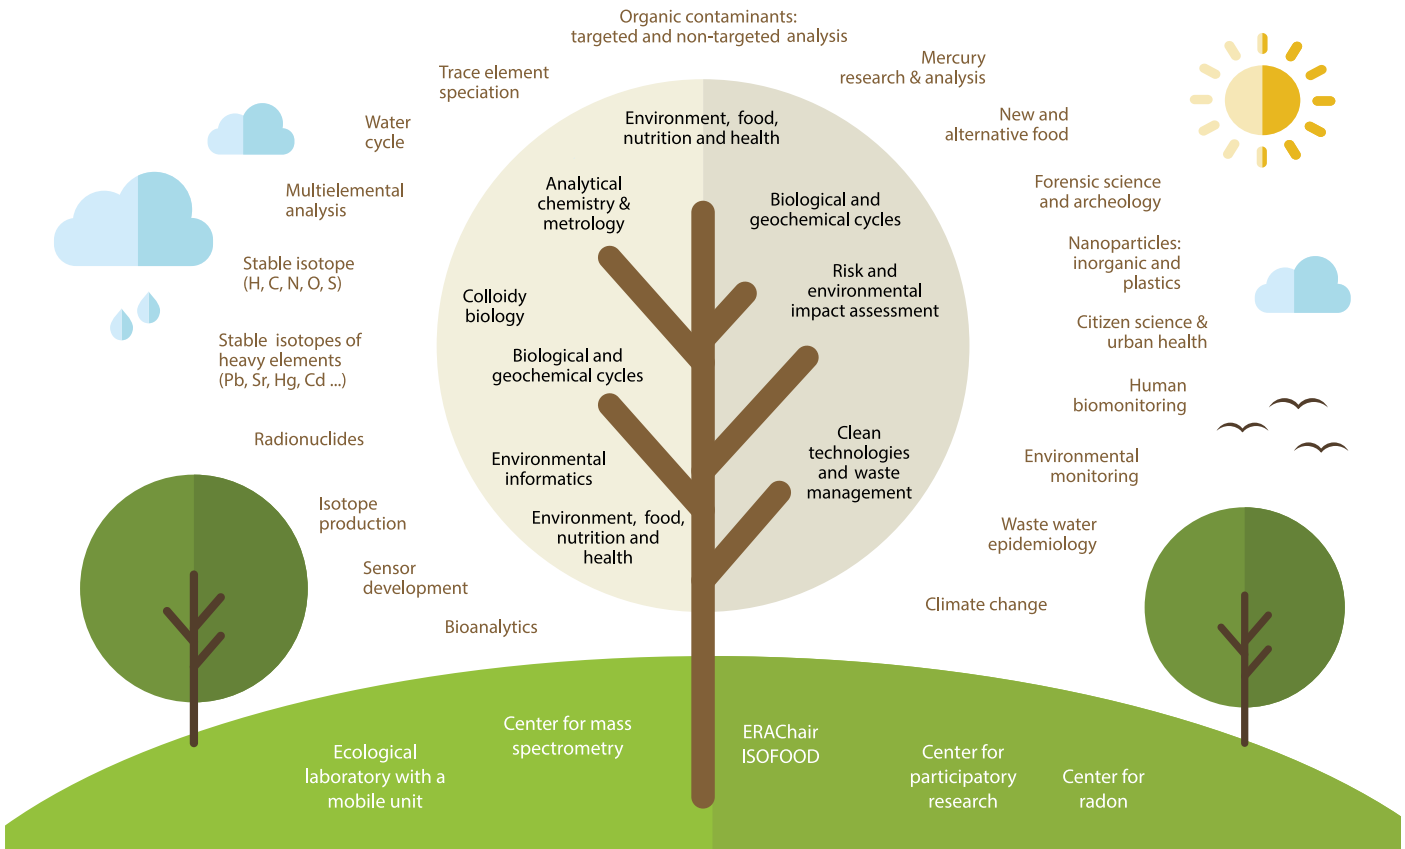 Organic contaminants:
targeted and non-targeted analysis
Mercury
research & analysis
Trace element
speciation
New and
alternative food
Water
cycle
Forensic science
and archeology
Multielemental
analysis
Nanoparticles:
inorganic and
plastics
Stable isotope
(H, C, N, O, S)
Citizen science &
urban health
Stable isotopes of
heavy elements
(Pb, Sr, Hg, Cd ...)
Human
biomonitoring
Radionuclides
Environmental
monitoring
Isotope
production
Waste water
epidemiology
Sensor
development
Climate change
Bioanalytics
Environment, food,
nutrition and health
Analytical
chemistry &
metrology
Biological and
geochemical cycles
Colloidy
biology
Risk and
environmental
impact assessment
Biological and
geochemical cycles
Clean
technologies
and waste
management
Environmental
informatics
Environment, food,
nutrition and
health
Ecological
laboratory with a
mobile unit
Center for mass
spectrometry
ERAChair
ISOFOOD
Center for
participatory
research
Center for
radon